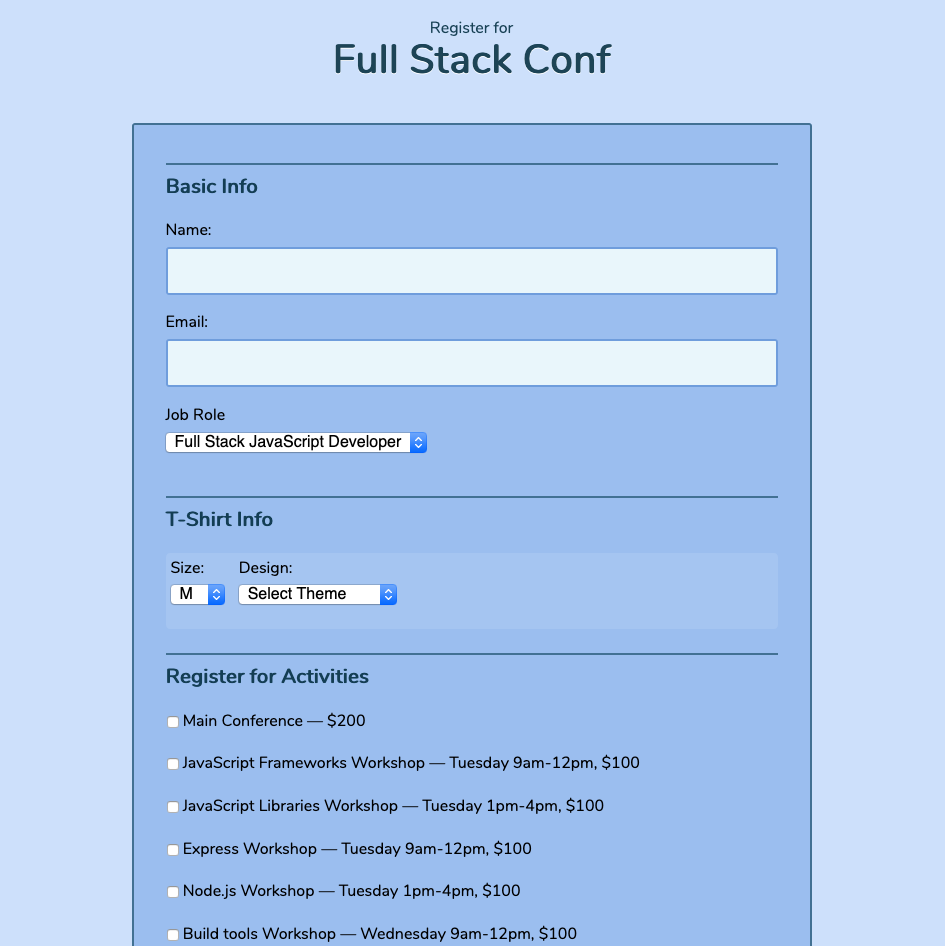 Register for
Full Stack Conf
Basic Info
Name:
Email:
Job Role
Full Stack JavaScript Developer
T-Shirt Info
Size: Design:
M Select Theme
Register for Activities
Main Conference — $200
JavaScript Frameworks Workshop — Tuesday 9am-12pm, $100
JavaScript Libraries Workshop — Tuesday 1pm-4pm, $100
Express Workshop — Tuesday 9am-12pm, $100
Node.js Workshop — Tuesday 1pm-4pm, $100
Build tools Workshop — Wednesday 9am-12pm, $100